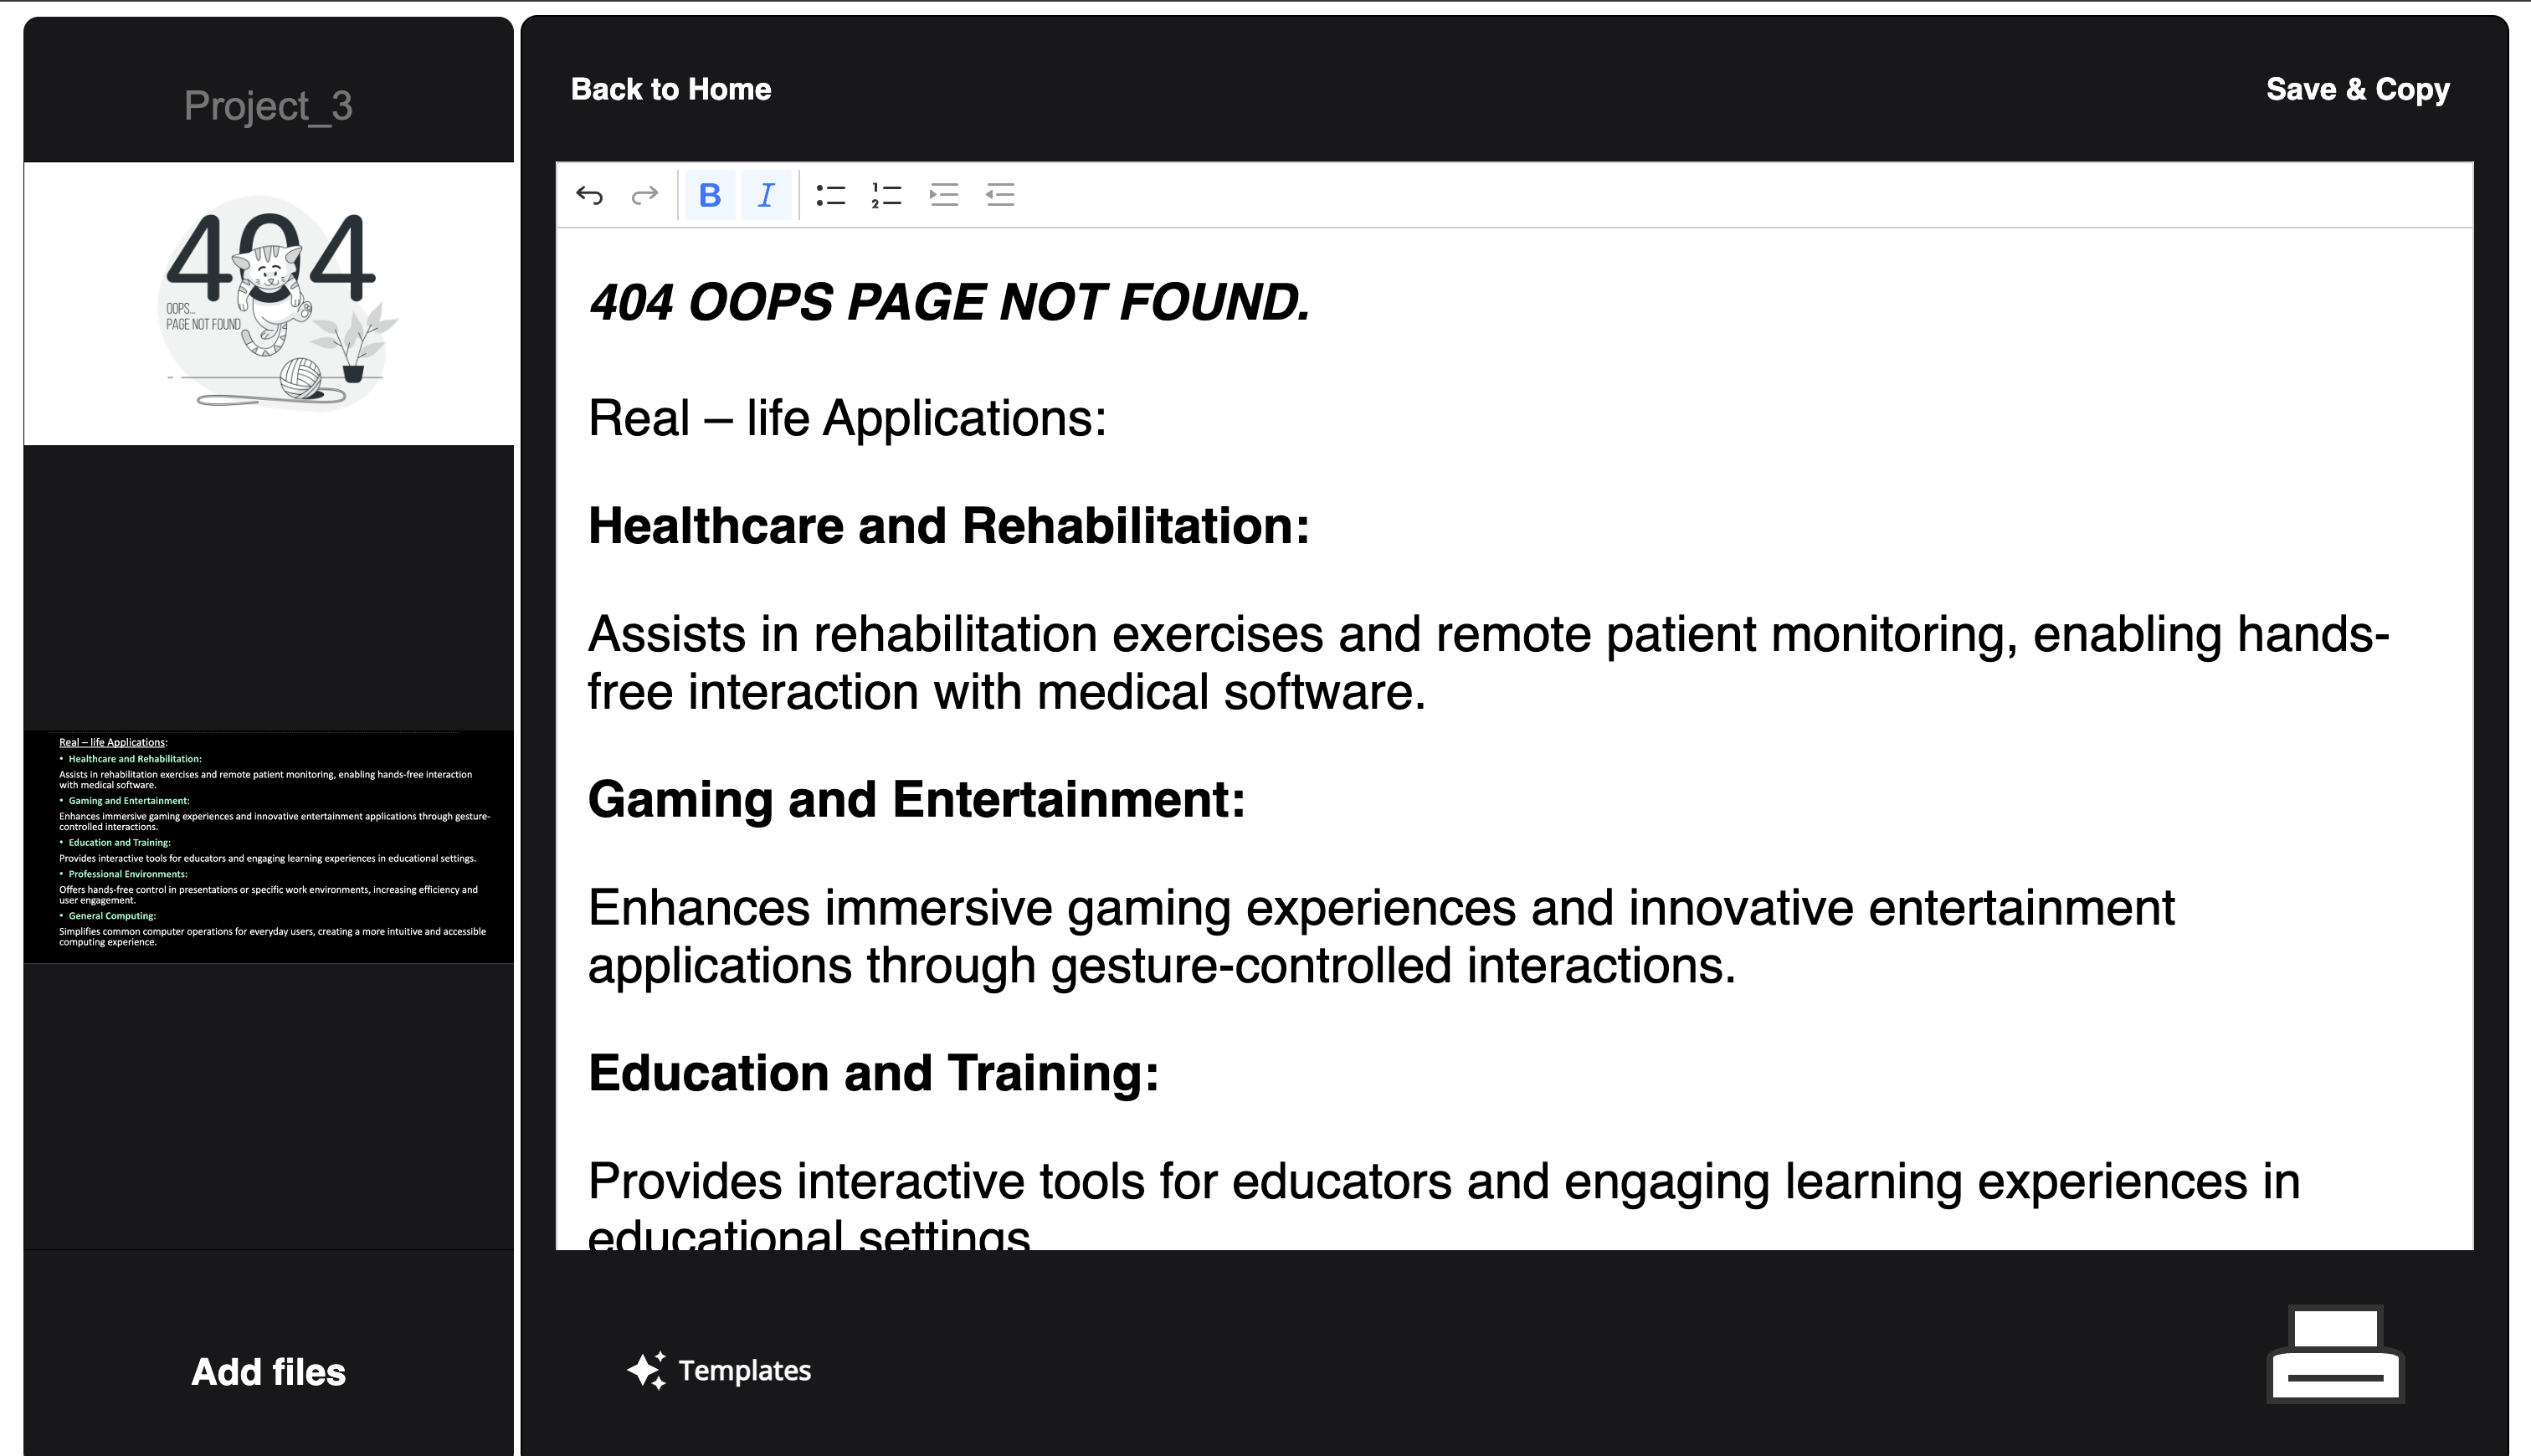 Project_3
404
OOPS...
PAGE NOT FOUND
Real – life Applications:
• Healthcare and Rehabilitation:
Assists in rehabilitation exercises and remote patient monitoring, enabling hands-free interaction
with medical software.
• Gaming and Entertainment:
Enhances immersive gaming experiences and innovative entertainment applications through gesture-
controlled interactions.
• Education and Training:
Provides interactive tools for educators and engaging learning experiences in educational settings.
• Professional Environments:
Offers hands-free control in presentations or specific work environments, increasing efficiency and
user engagement.
• General Computing:
Simplifies common computer operations for everyday users, creating a more intuitive and accessible
computing experience.
Add files
Back to Home
Save & Copy
B I
404 OOPS PAGE NOT FOUND.
Real – life Applications:
Healthcare and Rehabilitation:
Assists in rehabilitation exercises and remote patient monitoring, enabling hands-
free interaction with medical software.
Gaming and Entertainment:
Enhances immersive gaming experiences and innovative entertainment
applications through gesture-controlled interactions.
Education and Training:
Provides interactive tools for educators and engaging learning experiences in
educational settings
Templates